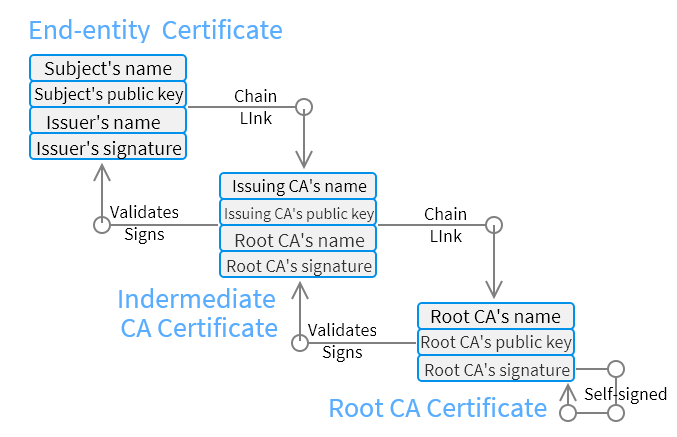 End-entity Certificate
Subject's name
Subject's public key
Issuer's name
Issuer's signature
Chain
LInk
Validates
Signs
Issuing CA's name
Issuing CA's public key
Root CA's name
Root CA's signature
Chain
LInk
Indermediate
CA Certificate
Validates
Signs
Root CA's name
Root CA's public key
Root CA's signature
Self-signed
Root CA Certificate